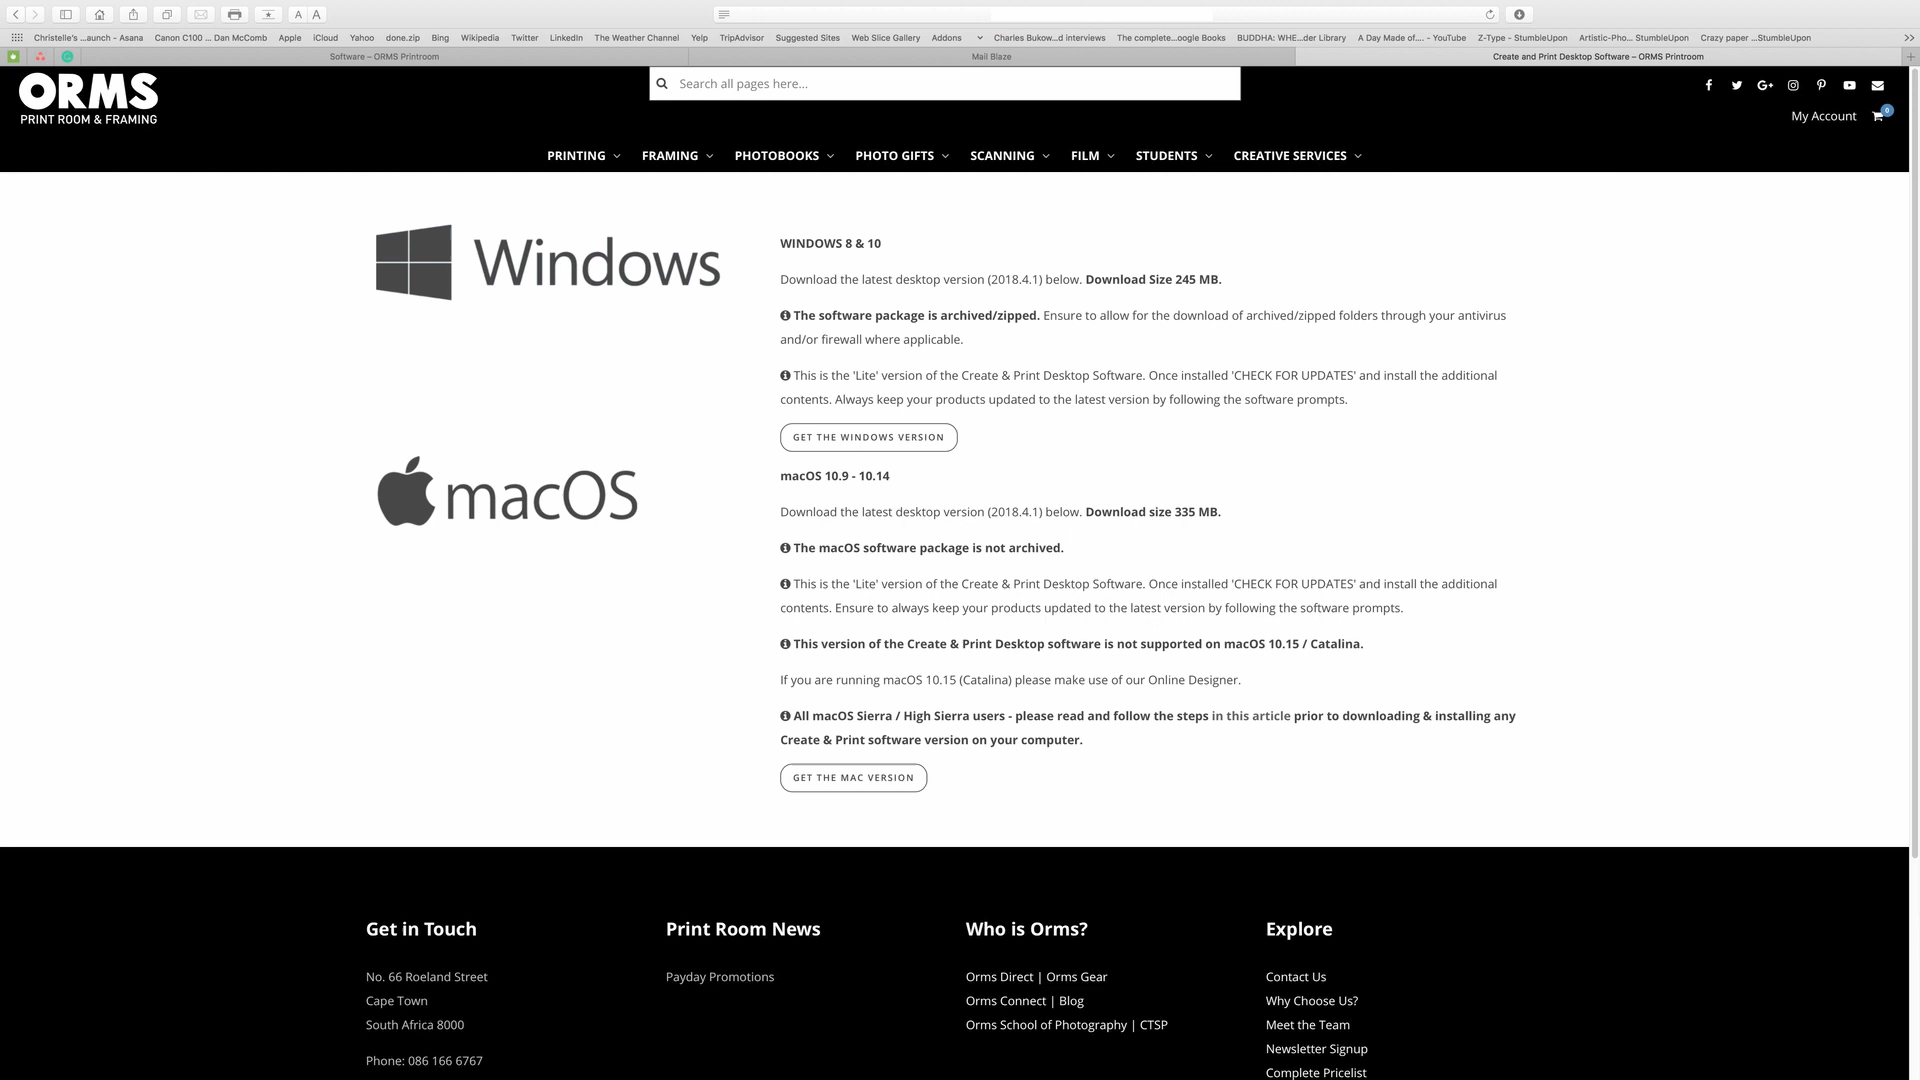 A A
Christelle's ...aunch - Asana Canon C100 ... Dan McComb Apple iCloud Yahoo done.zip Bing Wikipedia Twitter LinkedIn The Weather Channel Yelp TripAdvisor Suggested Sites Web Slice Gallery Addons Charles Bukow...d interviews The complete...oogle Books BUDDHA: WHE...der Library A Day Made of.... - YouTube Z-Type - StumbleUpon Artistic-Pho... StumbleUpon Crazy paper ...StumbleUpon
Software – ORMS Printroom Mail Blaze Create and Print Desktop Software – ORMS Printroom
ORMS
PRINT ROOM & FRAMING
Search all pages here...
My Account 0
PRINTING FRAMING PHOTOBOOKS PHOTO GIFTS SCANNING FILM STUDENTS CREATIVE SERVICES
Windows
WINDOWS 8 & 10
Download the latest desktop version (2018.4.1) below. Download Size 245 MB.
The software package is archived/zipped. Ensure to allow for the download of archived/zipped folders through your antivirus
and/or firewall where applicable.
This is the 'Lite' version of the Create & Print Desktop Software. Once installed 'CHECK FOR UPDATES' and install the additional
contents. Always keep your products updated to the latest version by following the software prompts.
GET THE WINDOWS VERSION
macOS
macOS 10.9 - 10.14
Download the latest desktop version (2018.4.1) below. Download size 335 MB.
The macOS software package is not archived.
This is the 'Lite' version of the Create & Print Desktop Software. Once installed 'CHECK FOR UPDATES' and install the additional
contents. Ensure to always keep your products updated to the latest version by following the software prompts.
This version of the Create & Print Desktop software is not supported on macOS 10.15 / Catalina.
If you are running macOS 10.15 (Catalina) please make use of our Online Designer.
All macOS Sierra / High Sierra users - please read and follow the steps in this article prior to downloading & installing any
Create & Print software version on your computer.
GET THE MAC VERSION
Get in Touch
No. 66 Roeland Street
Cape Town
South Africa 8000
Phone: 086 166 6767
Print Room News
Payday Promotions
Who is Orms?
Orms Direct | Orms Gear
Orms Connect | Blog
Orms School of Photography | CTSP
Explore
Contact Us
Why Choose Us?
Meet the Team
Newsletter Signup
Complete Pricelist